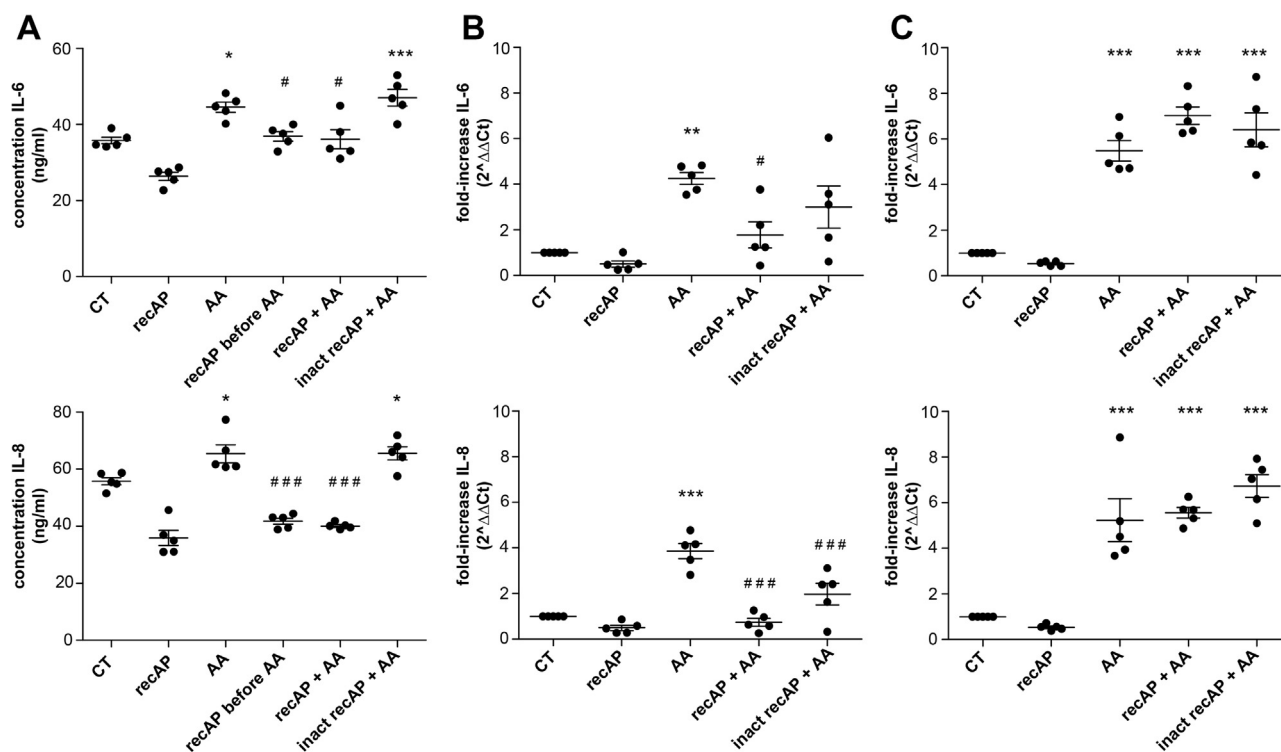 A
concentration IL-6
(ng/ml)
60
40
20
0
*
#
#
***
CT
recAP
AA
recAP before AA
recAP + AA
inact recAP + AA
B
fold-increase IL-6
(2^ΔΔCt)
10
8
6
4
2
0
**
#
CT
recAP
AA
recAP + AA
inact recAP + AA
C
fold-increase IL-6
(2^ΔΔCt)
10
8
6
4
2
0
***
***
***
CT
recAP
AA
recAP + AA
inact recAP + AA
concentration IL-8
(ng/ml)
80
60
40
20
0
*
###
###
*
CT
recAP
AA
recAP before AA
recAP + AA
inact recAP + AA
fold-increase IL-8
(2^ΔΔCt)
10
8
6
4
2
0
***
###
###
CT
recAP
AA
recAP + AA
inact recAP + AA
fold-increase IL-8
(2^ΔΔCt)
10
8
6
4
2
0
***
***
***
CT
recAP
AA
recAP + AA
inact recAP + AA